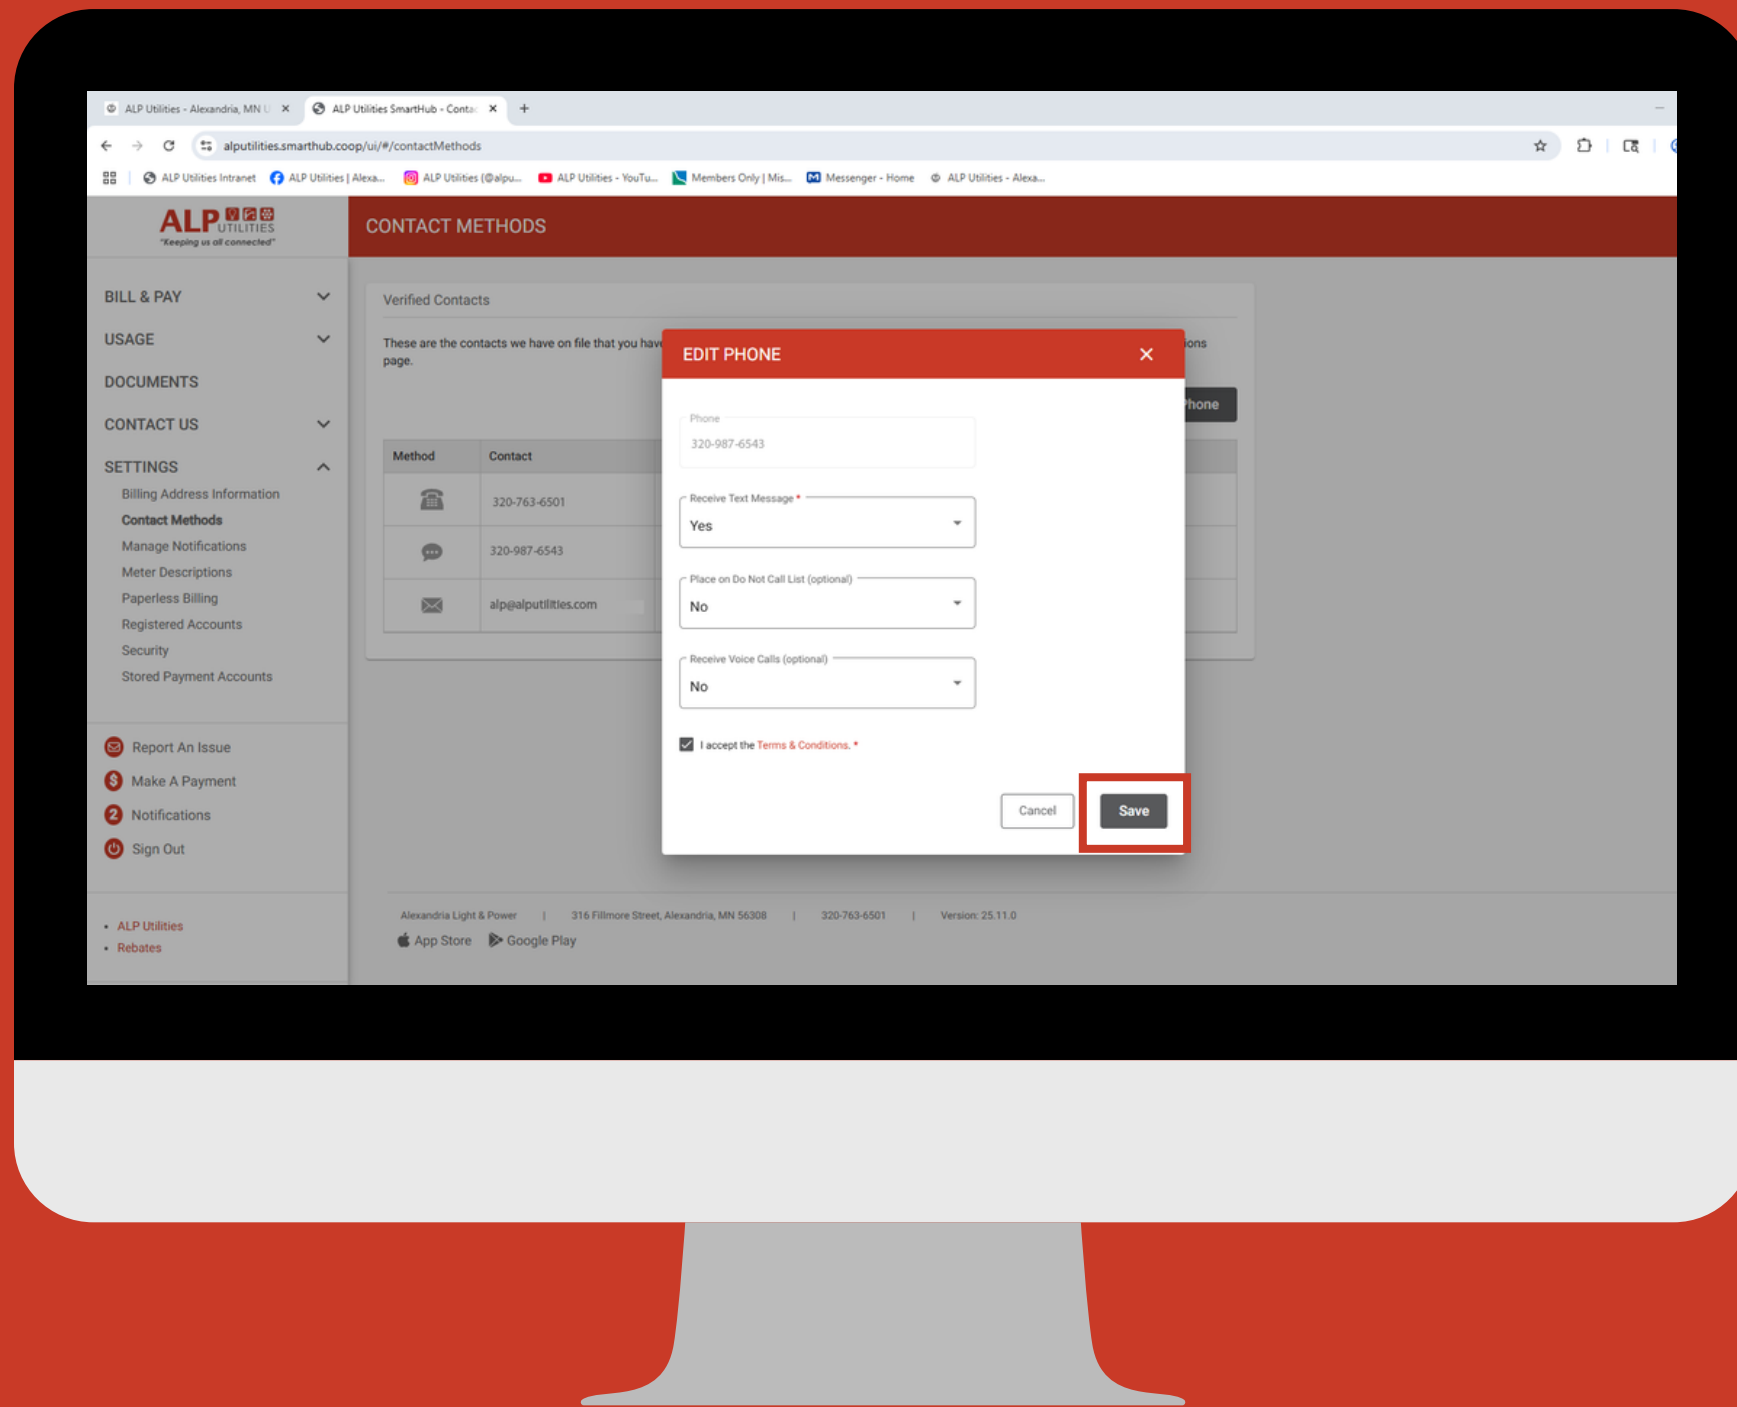 ALP Utilities - Alexandria, MN U
ALP Utilities SmartHub - Contac
alputilities.smarthub.coop/ui/#/contactMethods
ALP Utilities Intranet
ALP Utilities | Alexa...
ALP Utilities (@alpu...
ALP Utilities - YouTu...
Members Only | Mis...
Messenger - Home
ALP Utilities - Alexa...
ALP
UTILITIES
"Keeping us all connected"
CONTACT METHODS
BILL & PAY
USAGE
DOCUMENTS
CONTACT US
SETTINGS
Billing Address Information
Contact Methods
Manage Notifications
Meter Descriptions
Paperless Billing
Registered Accounts
Security
Stored Payment Accounts
Report An Issue
Make A Payment
2 Notifications
Sign Out
ALP Utilities
Rebates
Verified Contacts
These are the contacts we have on file that you have
ions
page.
Phone
Method Contact
320-763-6501
320-987-6543
alp@alputilities.com
EDIT PHONE
Phone
320-987-6543
Receive Text Message *
Yes
Place on Do Not Call List (optional)
No
Receive Voice Calls (optional)
No
I accept the Terms & Conditions. *
Cancel
Save
Alexandria Light & Power | 316 Fillmore Street, Alexandria, MN 56308 | 320-763-6501 | Version: 25.11.0
App Store Google Play